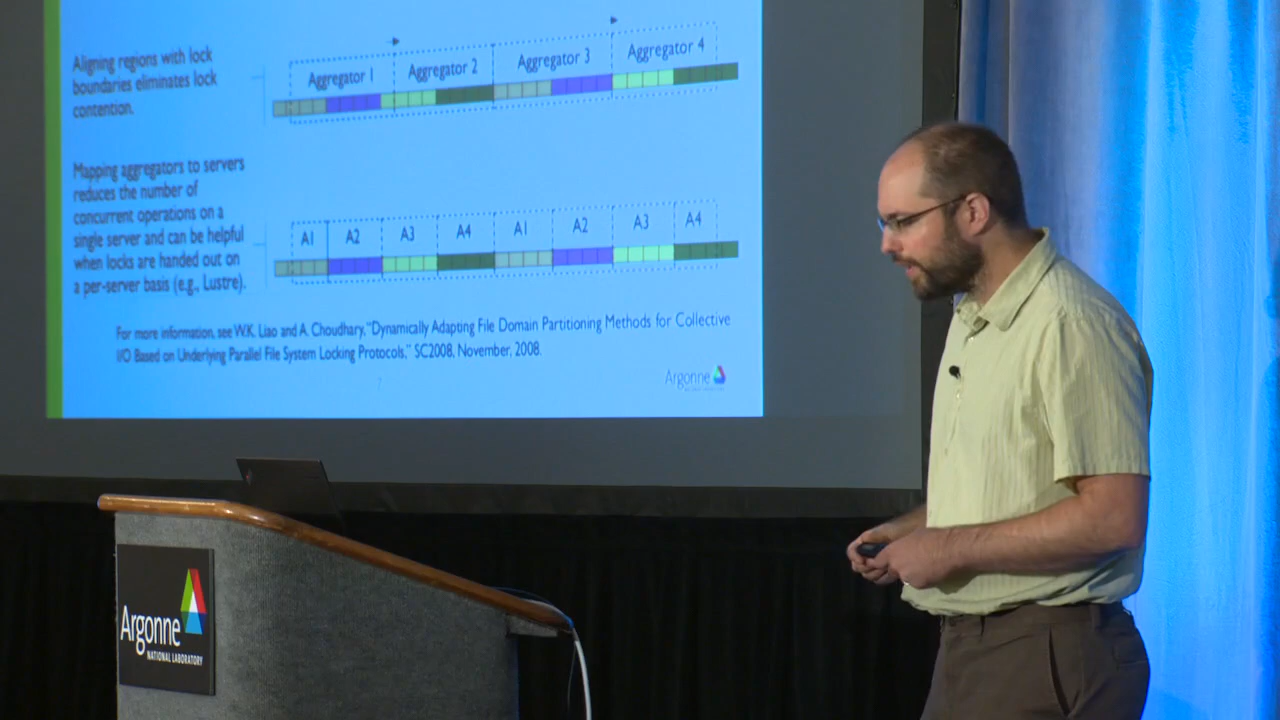 Aligning regions with lock
boundaries eliminates lock
contention.
Aggregator 1 Aggregator 2 Aggregator 3 Aggregator 4
Mapping aggregators to servers
reduces the number of
concurrent operations on a
single server and can be helpful
when locks are handed out on
a per-server basis (e.g., Lustre).
A1 A2 A3 A4 A1 A2 A3 A4
For more information, see W.K. Liao and A. Choudhary, "Dynamically Adapting File Domain Partitioning Methods for Collective
I/O Based on Underlying Parallel File System Locking Protocols," SC2008, November, 2008.
Argonne
Argonne
NATIONAL LABORATORY